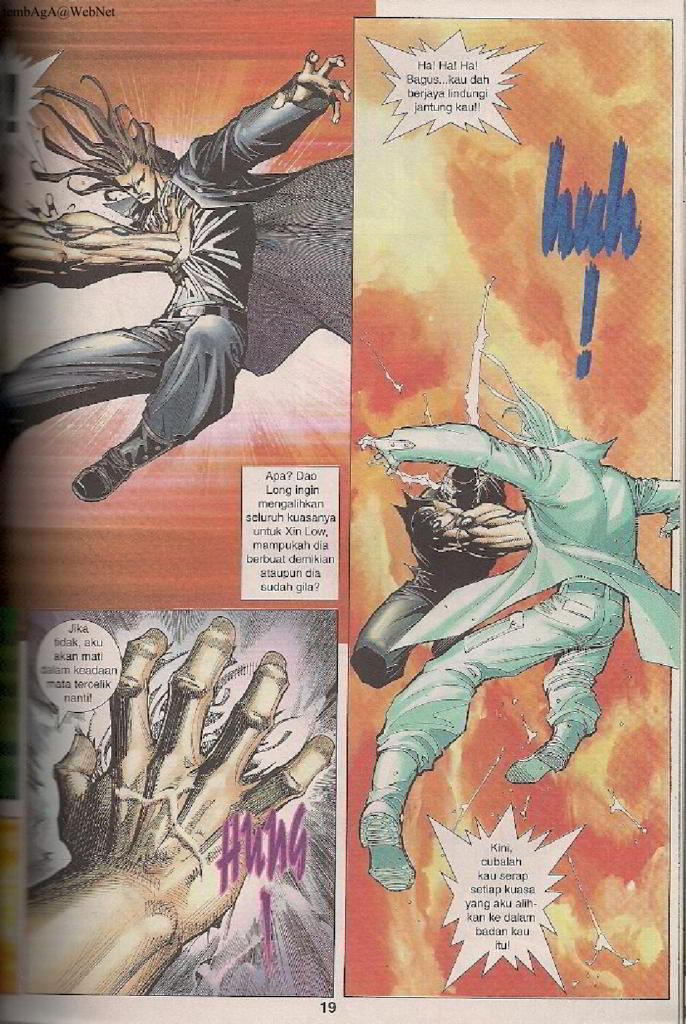 tembAgA@WebNet
Ha! Ha! Ha!
Bagus...kau dah
berjaya lindungi
jantung kau!!
huh
!
Apa? Dao
Long ingin
mengalihkan
seluruh kuasanya
untuk Xin Low,
mampukah dia
berbuat demikian
ataupun dia
sudah gila?
Jika
tidak, aku
akan mati
dalam keadaan
mata tercelik
nanti!
HUNG
!
Kini,
cubalah
kau serap
setiap kuasa
yang aku alih-
kan ke dalam
badan kau
itu!
19